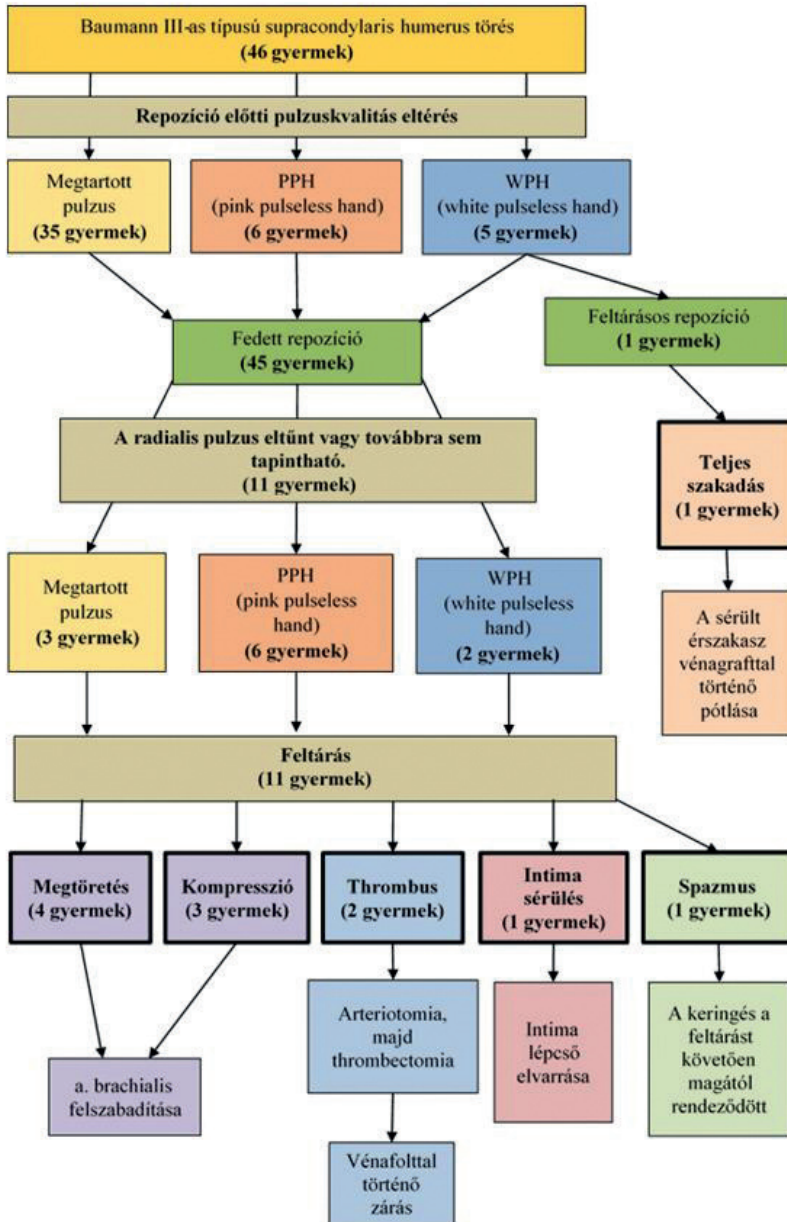 Baumann III-as típusú supracondylaris humerus törés
(46 gyermek)
Repozíció előtti pulzuskvalitás eltérés
Megtartott
pulzus
(35 gyermek)
PPH
(pink pulseless hand)
(6 gyermek)
WPH
(white pulseless hand)
(5 gyermek)
Fedett repozíció
(45 gyermek)
Feltárásos repozíció
(1 gyermek)
A radialis pulzus eltűnt vagy továbbra sem
tapintható.
(11 gyermek)
Teljes
szakadás
(1 gyermek)
Megtartott
pulzus
(3 gyermek)
PPH
(pink pulseless
hand)
(6 gyermek)
WPH
(white pulseless
hand)
(2 gyermek)
A sérült
érszakasz
vénagrafttal
történő
pótlása
Feltárás
(11 gyermek)
Megtöretés
(4 gyermek)
Kompresszió
(3 gyermek)
Thrombus
(2 gyermek)
Intima
sérülés
(1 gyermek)
Spazmus
(1 gyermek)
a. brachialis
felszabadítása
Arteriotomia,
majd
thrombectomia
Intima
lépcső
elvarrása
A keringés a
feltárást
követően
magától
rendeződött
Vénafolttal
történő
zárás